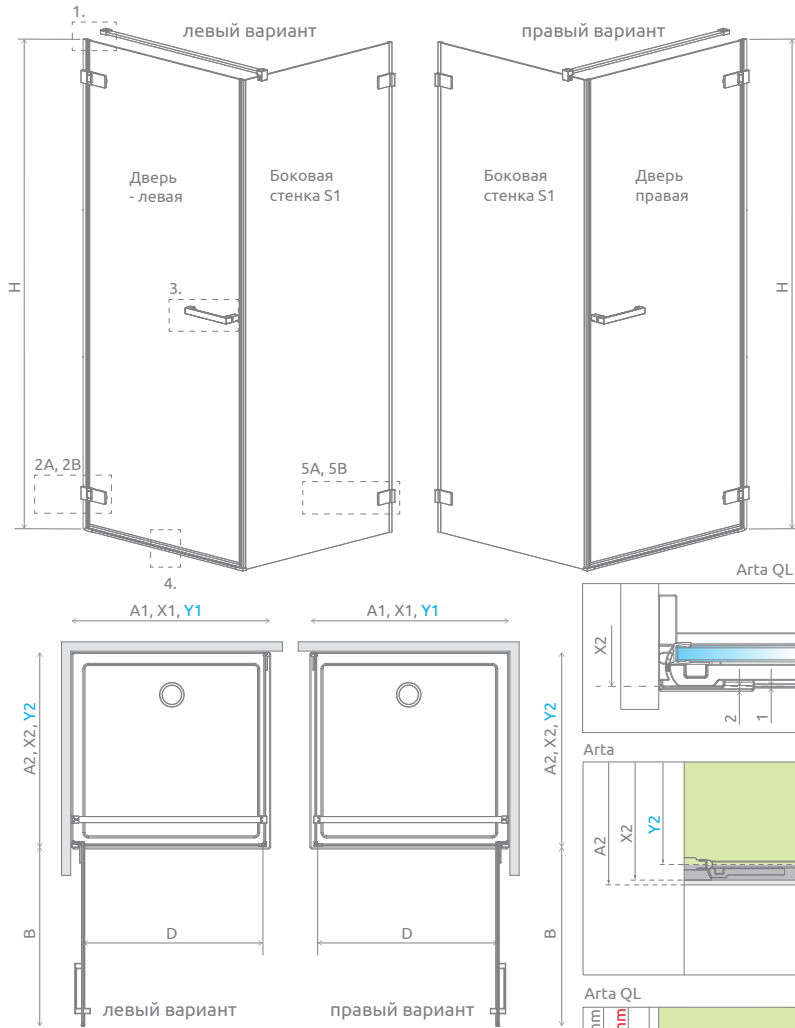 1.
левый вариант
правый вариант
Дверь
- левая
Боковая
стенка S1
Боковая
стенка S1
Дверь
правая
H
H
3.
2A, 2B
5A, 5B
4.
Arta QL
A1, X1, Y1
A1, X1, Y1
X2
2
1
A2, X2, Y2
A2, X2, Y2
Arta
A2
X2
Y2
B
D
D
B
левый вариант
правый вариант
Arta QL
mm
mm